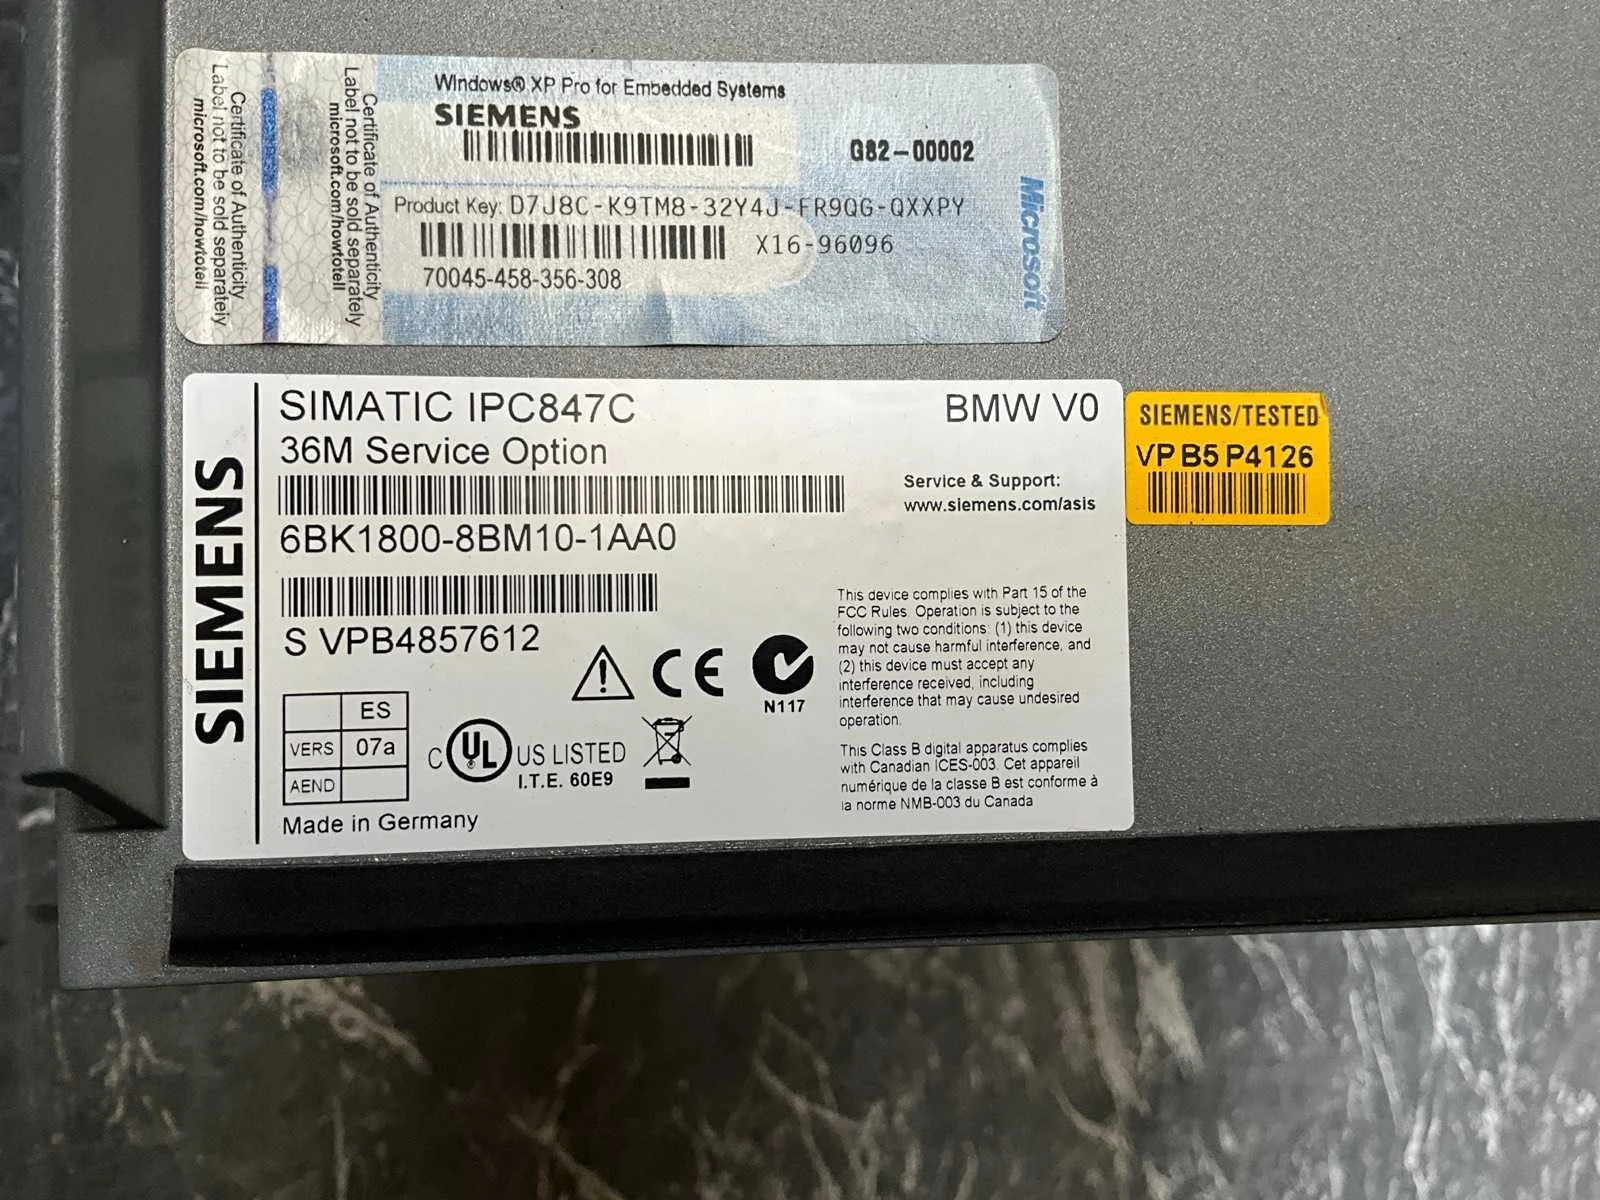 Certificate of Authenticity
Label not to be sold separately
microsoft.com/howtotell
Certificate of Authenticity
Label not to be sold separately
microsoft.com/howtotell
Windows® XP Pro for Embedded Systems
SIEMENS
G82-00002
Product Key: D7J8C-K9TM8-32Y4J-FR9QG-QXXPY
X16-96096
70045-458-356-308
Microsoft
SIEMENS
SIMATIC IPC847C
BMW V0
36M Service Option
Service & Support:
www.siemens.com/asis
6BK1800-8BM10-1AA0
S VPB4857612
N117
ES
VERS 07a
AEND
C UL US LISTED
I.T.E. 60E9
Made in Germany
This device complies with Part 15 of the
FCC Rules. Operation is subject to the
following two conditions: (1) this device
may not cause harmful interference, and
(2) this device must accept any
interference received, including
interference that may cause undesired
operation.
This Class B digital apparatus complies
with Canadian ICES-003. Cet appareil
numérique de la classe B est conforme à
la norme NMB-003 du Canada
SIEMENS/TESTED
VP B5 P4126